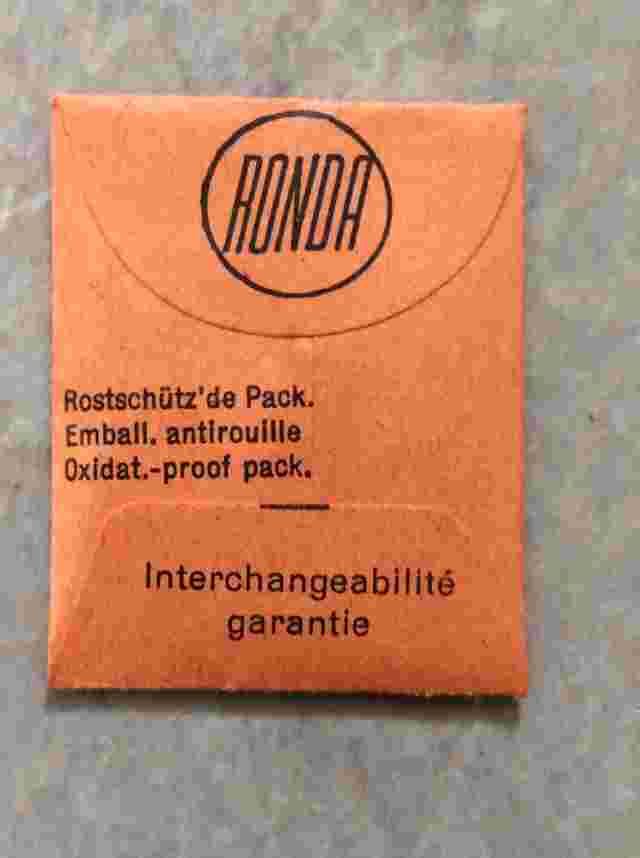 RONDA
Rostschütz'de Pack.
Emball. antirouille
Oxidat.-proof pack.
Interchangeabilité
garantie